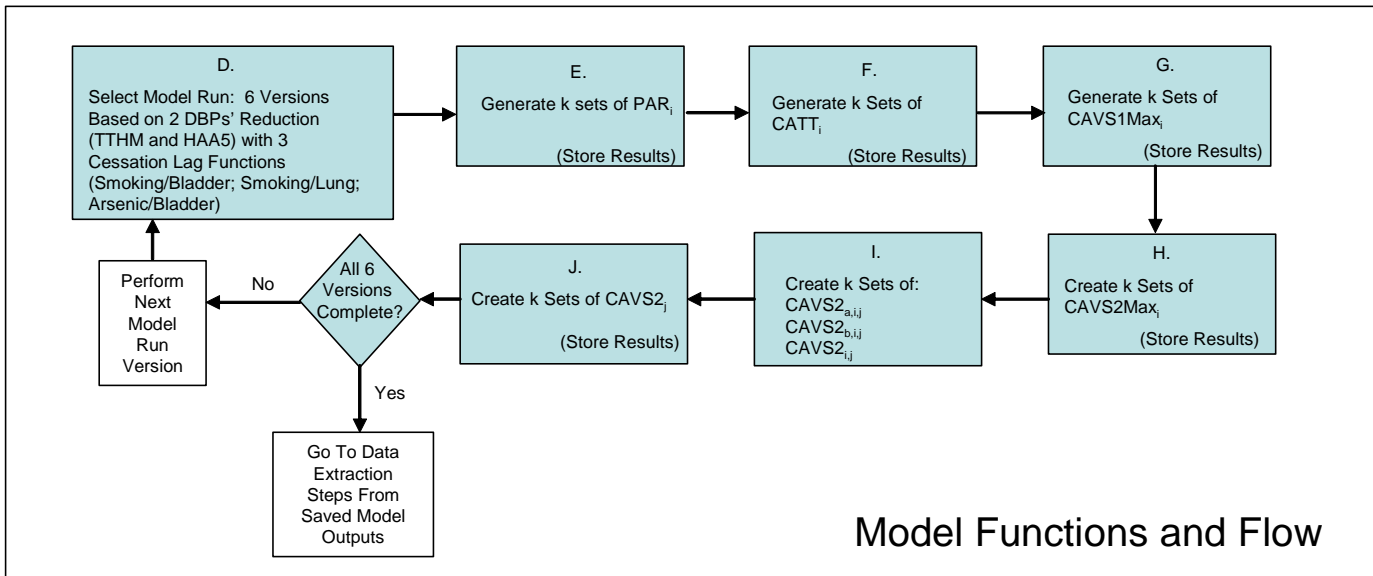 D.
Select Model Run: 6 Versions
Based on 2 DBPs' Reduction
(TTHM and HAA5) with 3
Cessation Lag Functions
(Smoking/Bladder; Smoking/Lung;
Arsenic/Bladder)
E.
Generate k sets of PARi
(Store Results)
F.
Generate k Sets of
CATTi
(Store Results)
G.
Generate k Sets of
CAVS1Maxi
(Store Results)
H.
Create k Sets of
CAVS2Maxi
(Store Results)
I.
Create k Sets of:
CAVS2a,i,j
CAVS2b,i,j
CAVS2i,j
J.
Create k Sets of CAVS2j
(Store Results)
All 6
Versions
Complete?
No
Perform
Next
Model
Run
Version
Yes
Go To Data
Extraction
Steps From
Saved Model
Outputs
Model Functions and Flow